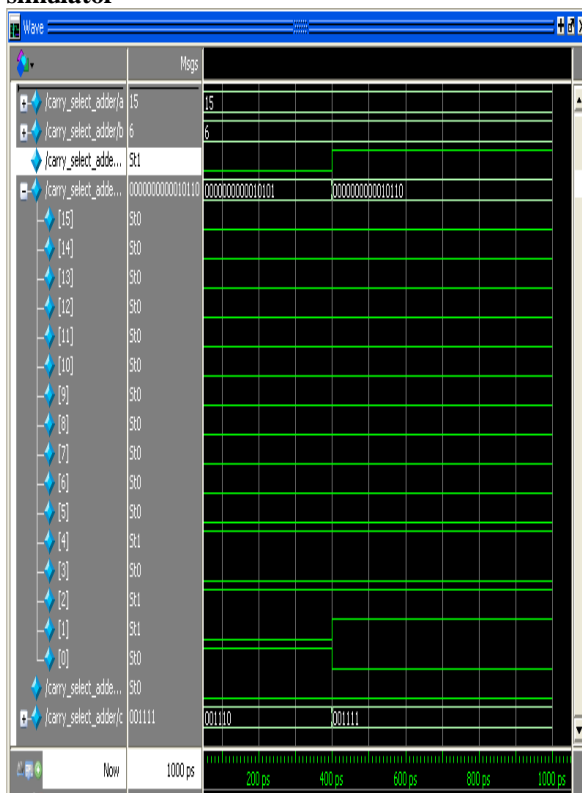 simulator
Wave
Msgs
/carry_select_adder/a 15 15
/carry_select_adder/b 6 6
/carry_select_adde... St1
/carry_select_adde... 0000000000010110 0000000000010101 0000000000010110
[15] St0
[14] St0
[13] St0
[12] St0
[11] St0
[10] St0
[9] St0
[8] St0
[7] St0
[6] St0
[5] St0
[4] St1
[3] St0
[2] St1
[1] St1
[0] St0
/carry_select_adde... St0
/carry_select_adder/c 001111 001110 001111
Now 1000 ps 200 ps 400 ps 600 ps 800 ps 1000 ps